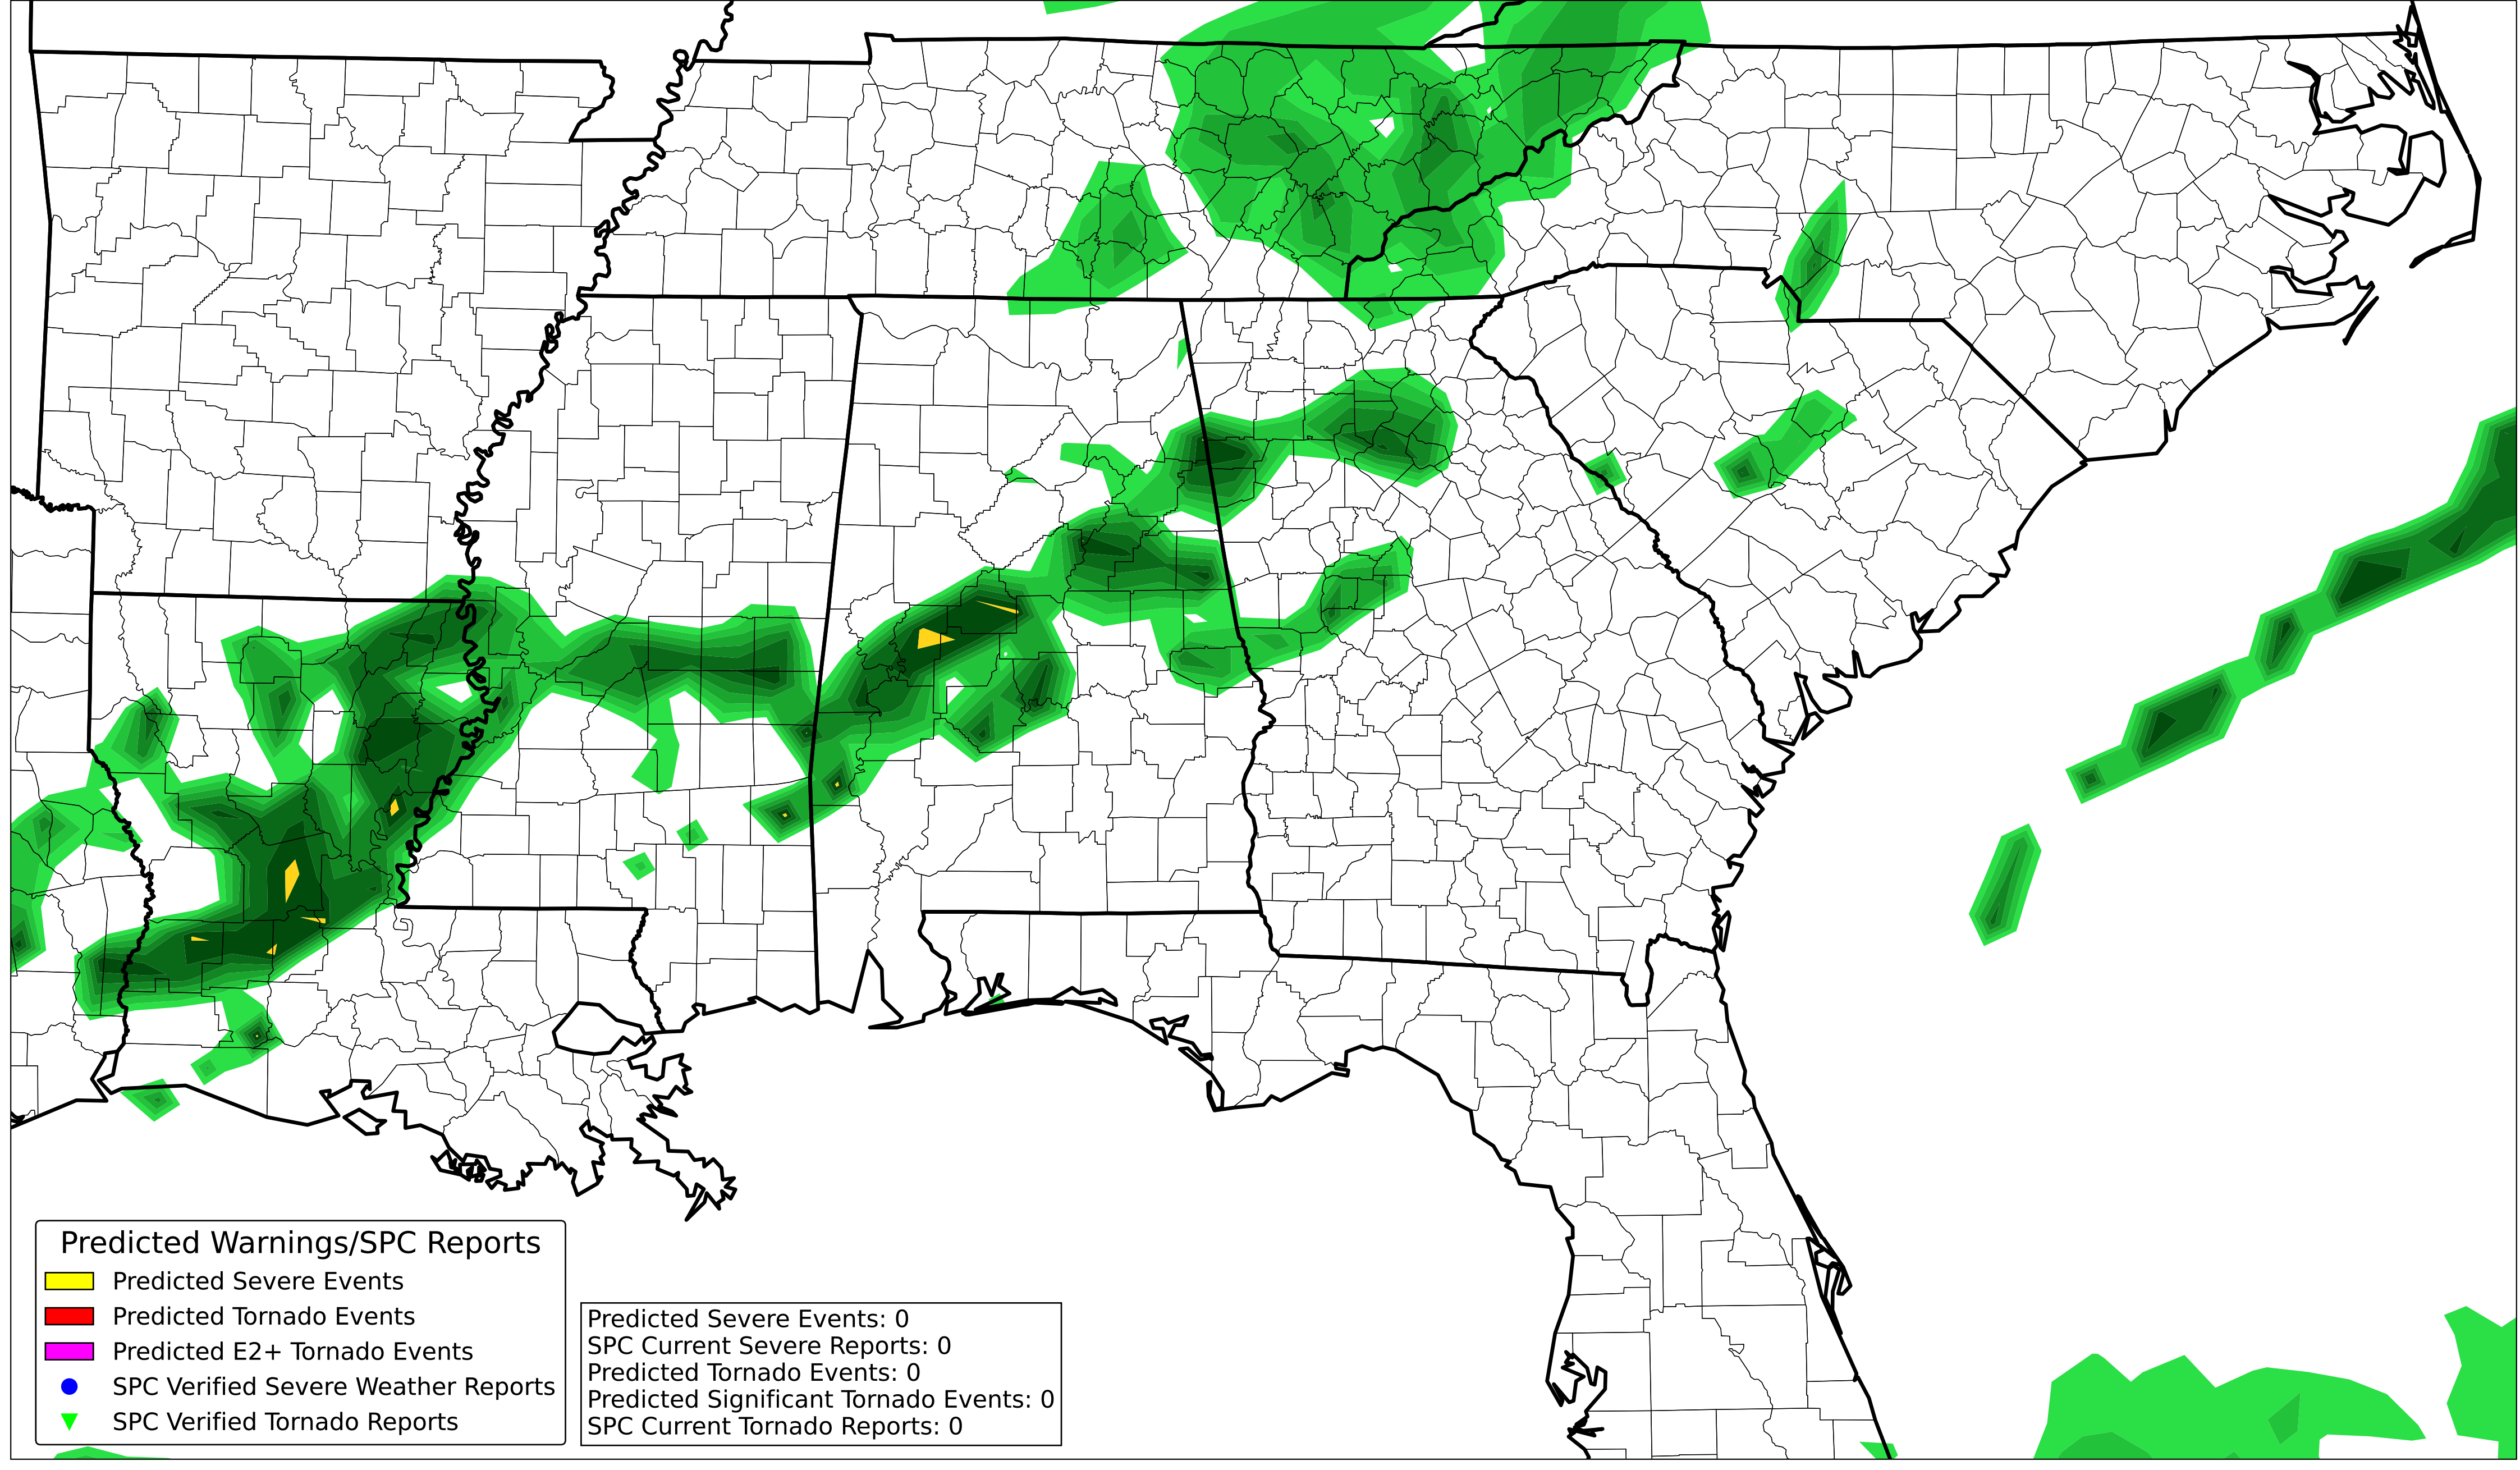 Predicted Warnings/SPC Reports
Predicted Severe Events
Predicted Tornado Events
Predicted E2+ Tornado Events
SPC Verified Severe Weather Reports
SPC Verified Tornado Reports
Predicted Severe Events: 0
SPC Current Severe Reports: 0
Predicted Tornado Events: 0
Predicted Significant Tornado Events: 0
SPC Current Tornado Reports: 0